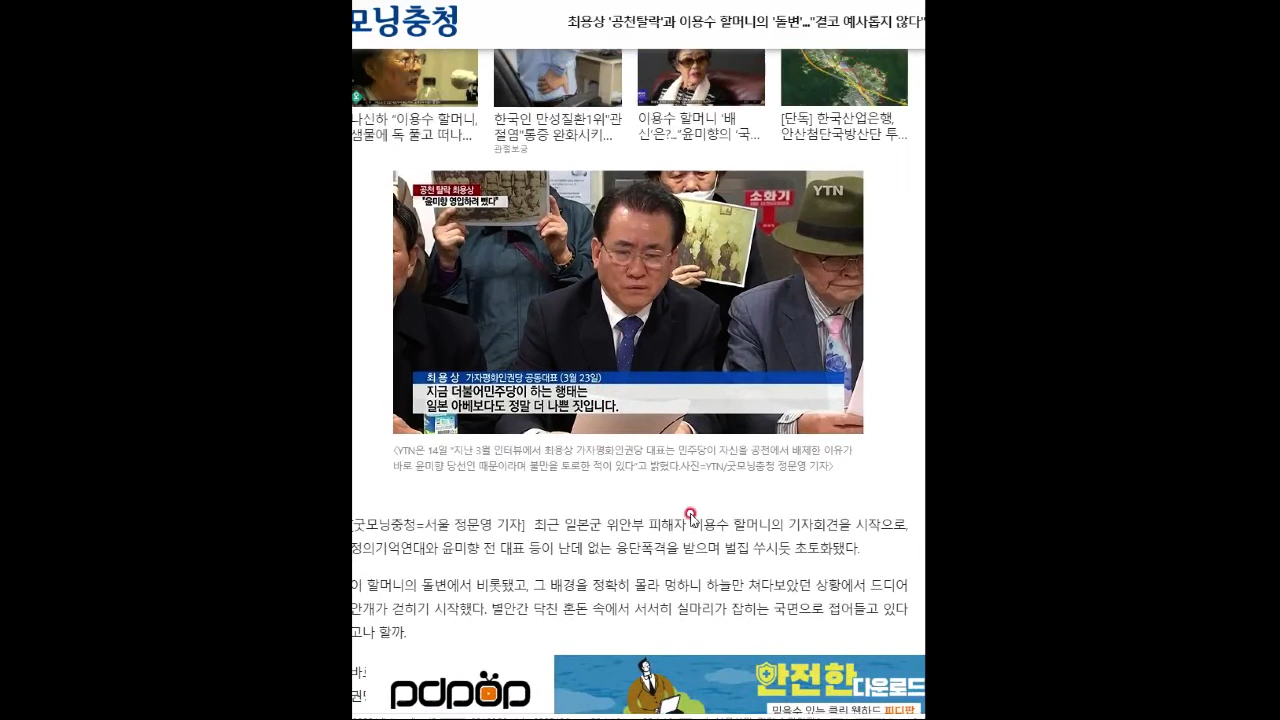 모닝충청
최용상 '공천탈락'과 이용수 할머니의 '돌변'..."결코 예사롭지 않다"
나신하 "이용수 할머니,
샘물에 독 풀고 떠나...
한국인 만성질환1위"관
절염"통증 완화시키...
관절보궁
이용수 할머니 '배
신'은?..."윤미향의 '국...
[단독] 한국산업은행,
안산첨단국방산단 투...
공천 탈락 최용상
"윤미향 영입하려 뺐다"
소화기
YTN
최 용 상 가자평화인권당 공동대표 (3월 23일)
지금 더불어민주당이 하는 행태는
일본 아베보다도 정말 더 나쁜 짓입니다.
〈YTN은 14일 "지난 3월 인터뷰에서 최용상 가자평화인권당 대표는 민주당이 자신을 공천에서 배제한 이유가
바로 윤미향 당선인 때문이라며 불만을 토로한 적이 있다"고 밝혔다.사진=YTN/굿모닝충청 정문영 기자〉
[굿모닝충청=서울 정문영 기자] 최근 일본군 위안부 피해자 이용수 할머니의 기자회견을 시작으로,
정의기억연대와 윤미향 전 대표 등이 난데 없는 융단폭격을 받으며 벌집 쑤시듯 초토화됐다.
이 할머니의 돌변에서 비롯됐고, 그 배경을 정확히 몰라 멍하니 하늘만 쳐다보았던 상황에서 드디어
안개가 걷히기 시작했다. 별안간 닥친 혼돈 속에서 서서히 실마리가 잡히는 국면으로 접어들고 있다
고나 할까.
pdpop
안전한다운로드
믿을수 있는 클린 웹하드 피디팝